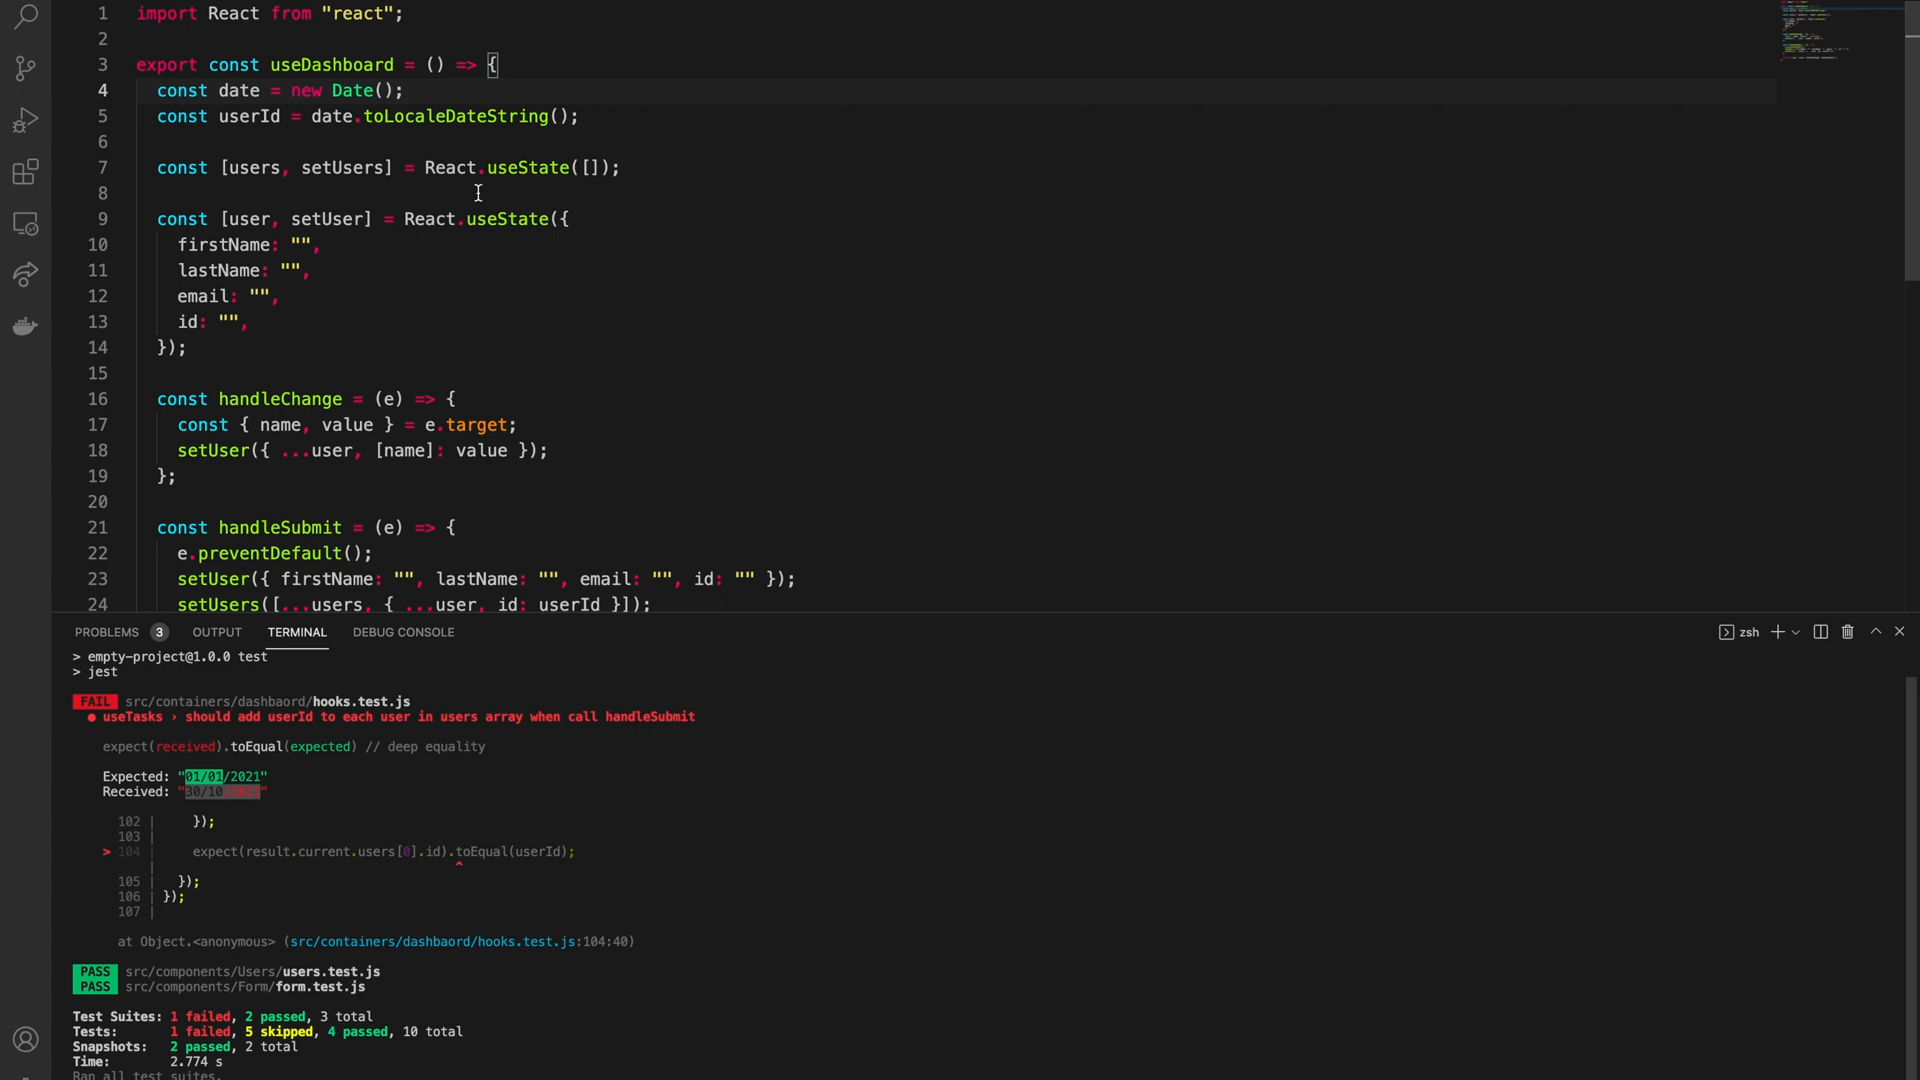 1 import React from "react";
2
3 export const useDashboard = () => {
4 const date = new Date();
5 const userId = date.toLocaleDateString();
6
7 const [users, setUsers] = React.useState([]);
8
9 const [user, setUser] = React.useState({
10 firstName: "",
11 lastName: "",
12 email: "",
13 id: "",
14 });
15
16 const handleChange = (e) => {
17 const { name, value } = e.target;
18 setUser({ ...user, [name]: value });
19 };
20
21 const handleSubmit = (e) => {
22 e.preventDefault();
23 setUser({ firstName: "", lastName: "", email: "", id: "" });
24 setUsers([...users, { ...user, id: userId }]);
PROBLEMS 3 OUTPUT TERMINAL DEBUG CONSOLE zsh
> empty-project@1.0.0 test
> jest
FAIL src/containers/dashbaord/hooks.test.js
● useTasks › should add userId to each user in users array when call handleSubmit
expect(received).toEqual(expected) // deep equality
Expected: "01/01/2021"
Received: "30/10/
102 | });
103 |
> 104 | expect(result.current.users[0].id).toEqual(userId);
| ^
105 | });
106 | });
107 |
at Object.<anonymous> (src/containers/dashbaord/hooks.test.js:104:40)
PASS src/components/Users/users.test.js
PASS src/components/Form/form.test.js
Test Suites: 1 failed, 2 passed, 3 total
Tests: 1 failed, 5 skipped, 4 passed, 10 total
Snapshots: 2 passed, 2 total
Time: 2.774 s
Ran all test suites.